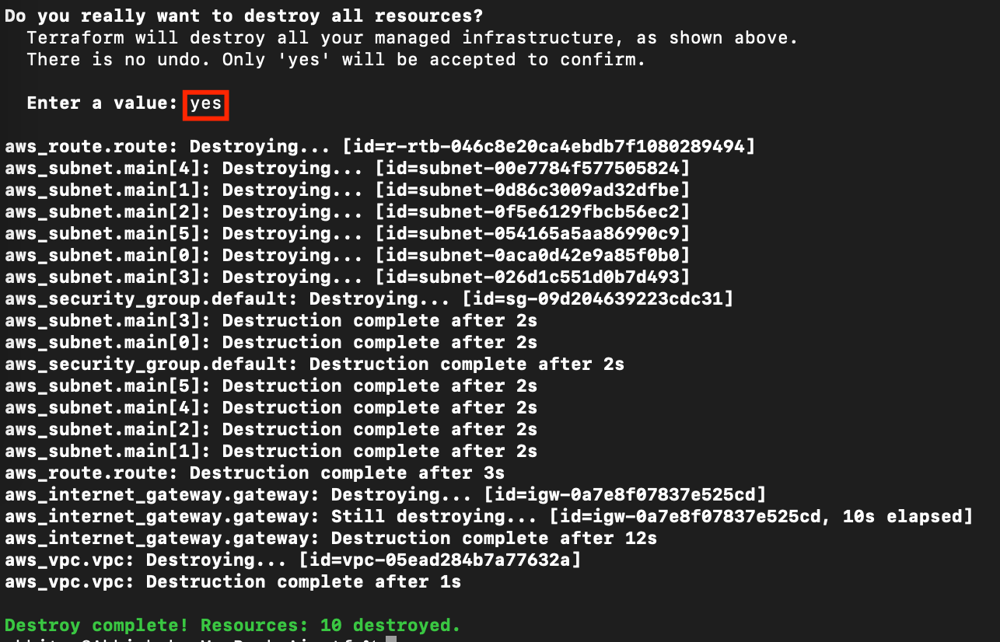 Do you really want to destroy all resources?
Terraform will destroy all your managed infrastructure, as shown above.
There is no undo. Only 'yes' will be accepted to confirm.
Enter a value: yes
aws_route.route: Destroying... [id=r-rtb-046c8e20ca4ebdb7f1080289494]
aws_subnet.main[4]: Destroying... [id=subnet-00e7784f577505824]
aws_subnet.main[1]: Destroying... [id=subnet-0d86c3009ad32dfbe]
aws_subnet.main[2]: Destroying... [id=subnet-0f5e6129fbcb56ec2]
aws_subnet.main[5]: Destroying... [id=subnet-054165a5aa86990c9]
aws_subnet.main[0]: Destroying... [id=subnet-0aca0d42e9a85f0b0]
aws_subnet.main[3]: Destroying... [id=subnet-026d1c551d0b7d493]
aws_security_group.default: Destroying... [id=sg-09d204639223cdc31]
aws_subnet.main[3]: Destruction complete after 2s
aws_subnet.main[0]: Destruction complete after 2s
aws_security_group.default: Destruction complete after 2s
aws_subnet.main[5]: Destruction complete after 2s
aws_subnet.main[4]: Destruction complete after 2s
aws_subnet.main[2]: Destruction complete after 2s
aws_subnet.main[1]: Destruction complete after 2s
aws_route.route: Destruction complete after 3s
aws_internet_gateway.gateway: Destroying... [id=igw-0a7e8f07837e525cd]
aws_internet_gateway.gateway: Still destroying... [id=igw-0a7e8f07837e525cd, 10s elapsed]
aws_internet_gateway.gateway: Destruction complete after 12s
aws_vpc.vpc: Destroying... [id=vpc-05ead284b7a77632a]
aws_vpc.vpc: Destruction complete after 1s
Destroy complete! Resources: 10 destroyed.